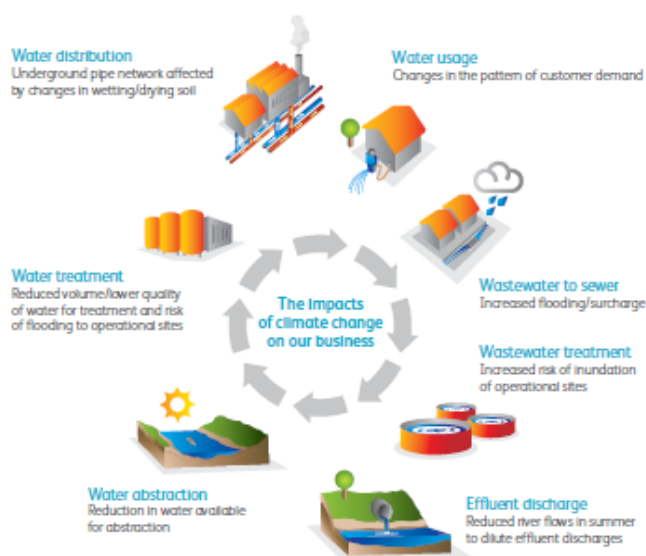 Water distribution
Underground pipe network affected
by changes in wetting/drying soil
Water usage
Changes in the pattern of customer demand
Water treatment
Reduced volume/lower quality
of water for treatment and risk
of flooding to operational sites
The impacts
of climate change
on our business
Wastewater to sewer
Increased flooding/surcharge
Wastewater treatment
Increased risk of inundation
of operational sites
Water abstraction
Reduction in water available
for abstraction
Effluent discharge
Reduced river flows in summer
to dilute effluent discharges